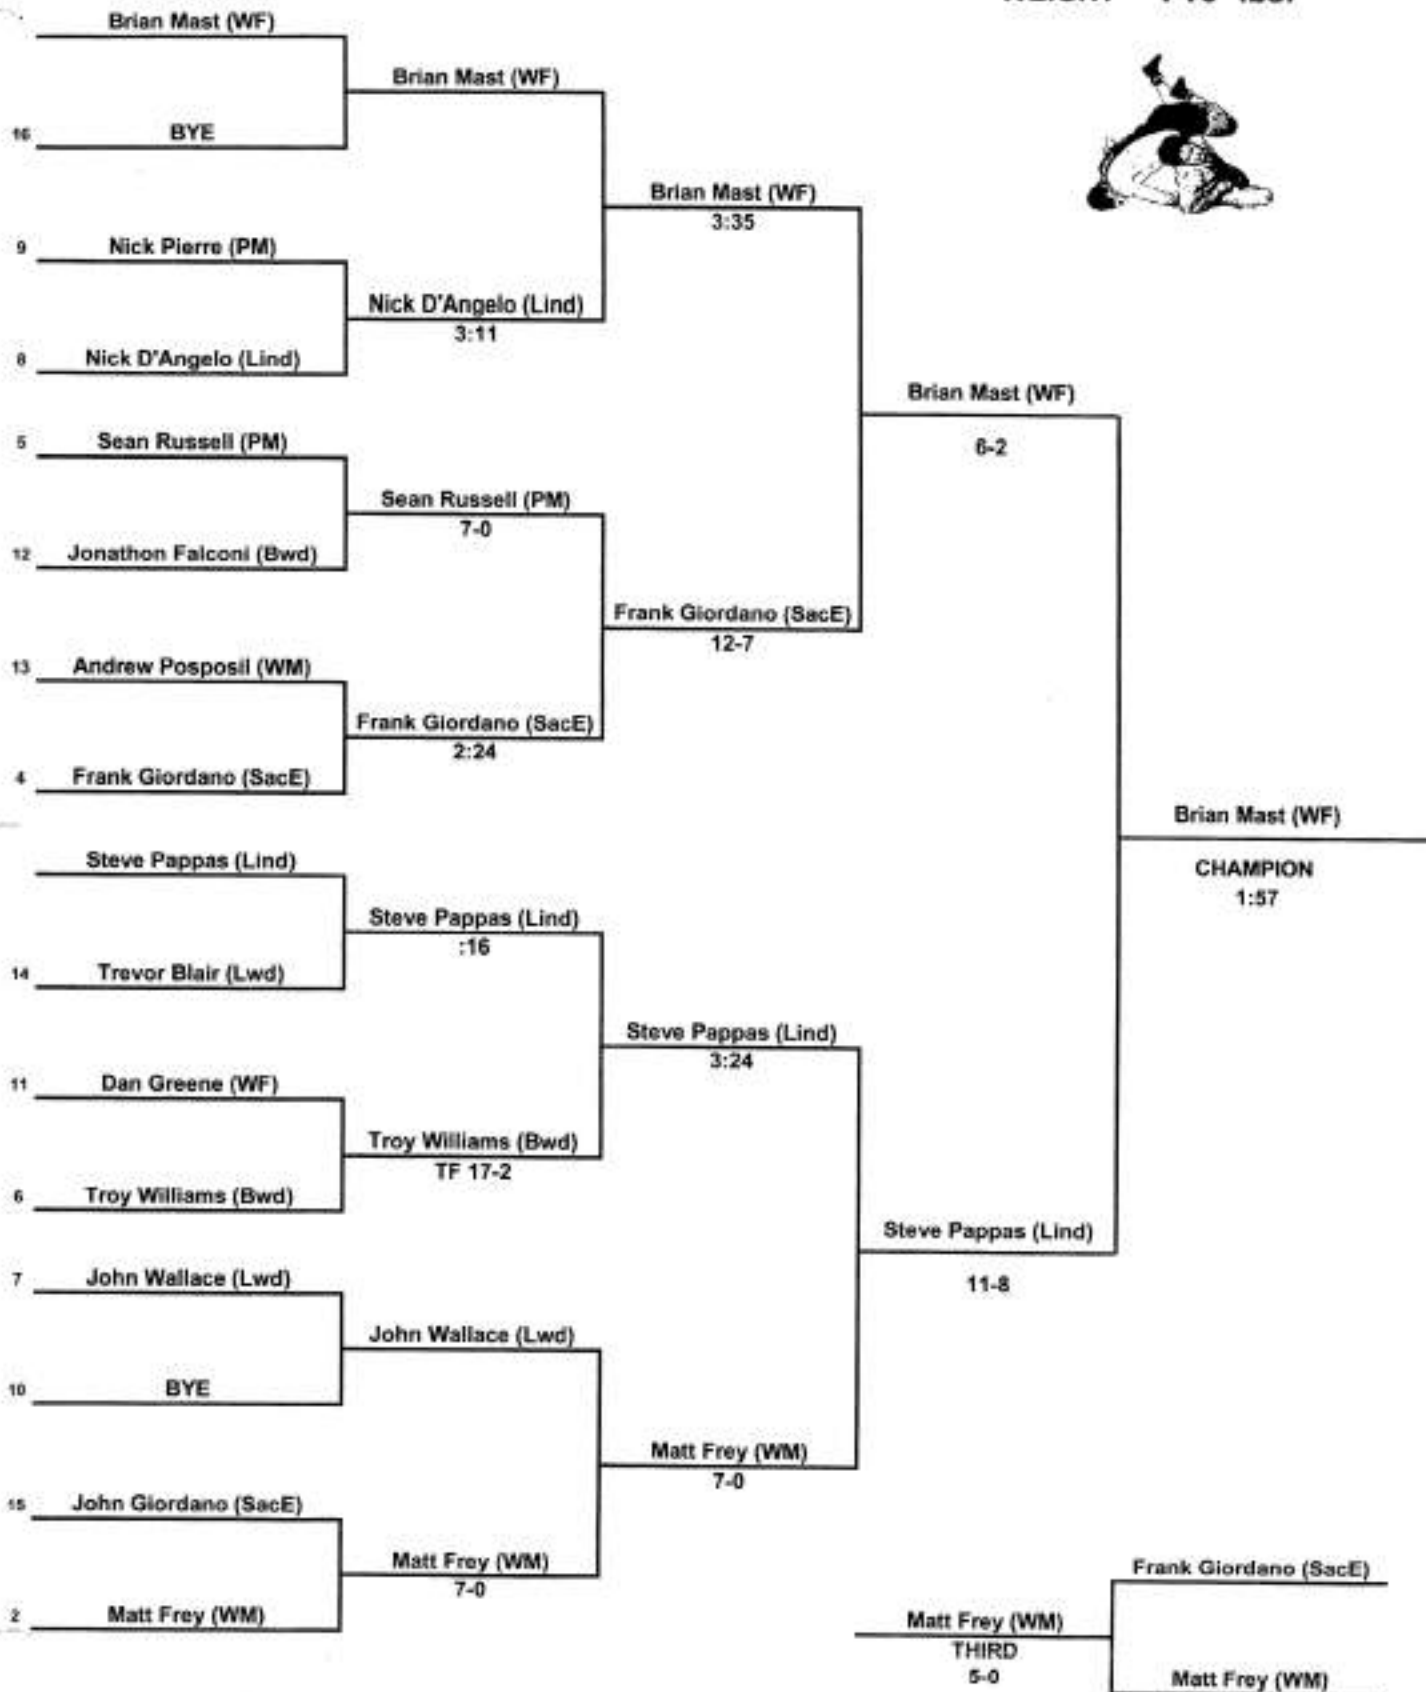 Brian Mast (WF)
16 BYE
9 Nick Pierre (PM)
8 Nick D'Angelo (Lind)
5 Sean Russell (PM)
12 Jonathon Falconi (Bwd)
13 Andrew Posposil (WM)
4 Frank Giordano (SacE)
Steve Pappas (Lind)
14 Trevor Blair (Lwd)
11 Dan Greene (WF)
6 Troy Williams (Bwd)
7 John Wallace (Lwd)
10 BYE
15 John Giordano (SacE)
2 Matt Frey (WM)
Brian Mast (WF)
Nick D'Angelo (Lind)
3:11
Sean Russell (PM)
7-0
Frank Giordano (SacE)
2:24
Steve Pappas (Lind)
:16
Troy Williams (Bwd)
TF 17-2
John Wallace (Lwd)
Matt Frey (WM)
7-0
Brian Mast (WF)
3:35
Frank Giordano (SacE)
12-7
Steve Pappas (Lind)
3:24
Matt Frey (WM)
7-0
Brian Mast (WF)
6-2
Steve Pappas (Lind)
11-8
Brian Mast (WF)
CHAMPION
1:57
Frank Giordano (SacE)
Matt Frey (WM)
Matt Frey (WM)
THIRD
5-0